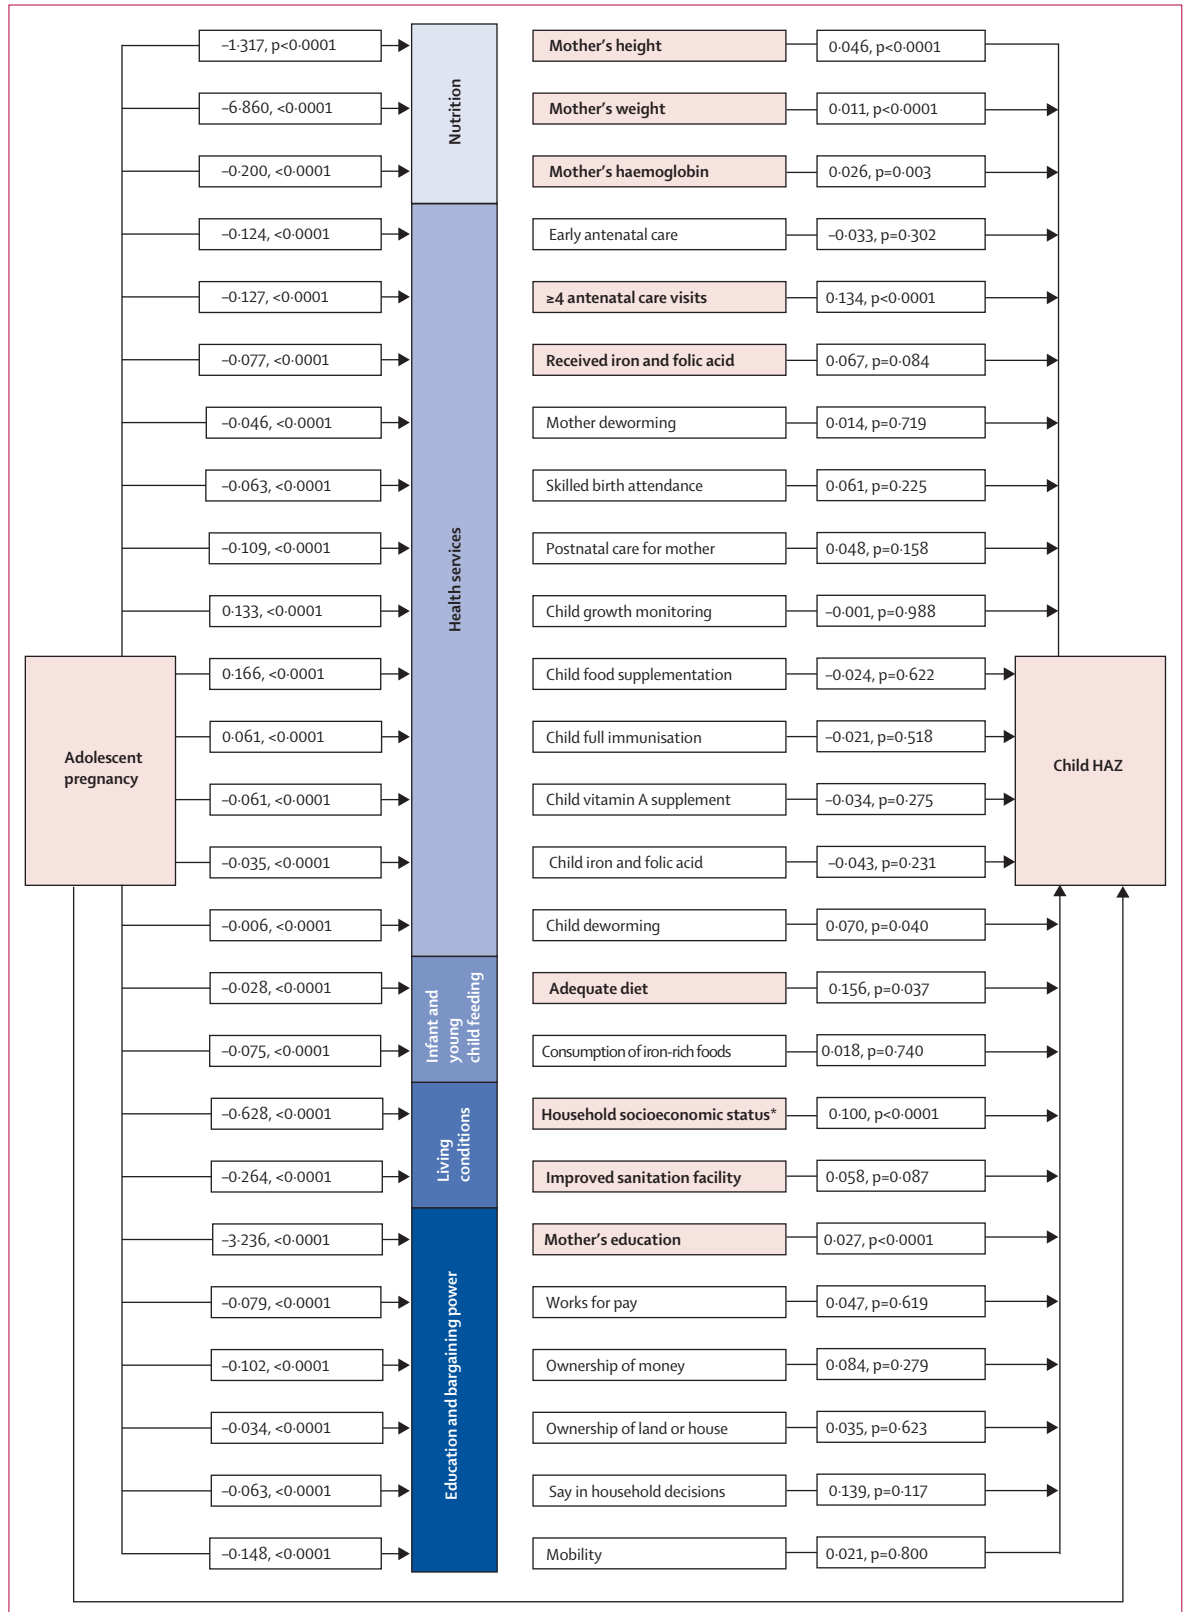 –1·317, p<0·0001
Mother's height
0·046, p<0·0001
–6·860, <0·0001
Mother's weight
0·011, p<0·0001
–0·200, <0·0001
Mother's haemoglobin
0·026, p=0·003
Nutrition
–0·124, <0·0001
Early antenatal care
–0·033, p=0·302
–0·127, <0·0001
≥4 antenatal care visits
0·134, p<0·0001
–0·077, <0·0001
Received iron and folic acid
0·067, p=0·084
–0·046, <0·0001
Mother deworming
0·014, p=0·719
–0·063, <0·0001
Skilled birth attendance
0·061, p=0·225
–0·109, <0·0001
Postnatal care for mother
0·048, p=0·158
Health services
0·133, <0·0001
Child growth monitoring
–0·001, p=0·988
0·166, <0·0001
Child food supplementation
–0·024, p=0·622
0·061, <0·0001
Child full immunisation
–0·021, p=0·518
Adolescent
pregnancy
Child HAZ
–0·061, <0·0001
Child vitamin A supplement
–0·034, p=0·275
–0·035, <0·0001
Child iron and folic acid
–0·043, p=0·231
–0·006, <0·0001
Child deworming
0·070, p=0·040
–0·028, <0·0001
Adequate diet
0·156, p=0·037
Infant and
young
child feeding
–0·075, <0·0001
Consumption of iron-rich foods
0·018, p=0·740
–0·628, <0·0001
Household socioeconomic status*
0·100, p<0·0001
Living
conditions
–0·264, <0·0001
Improved sanitation facility
0·058, p=0·087
–3·236, <0·0001
Mother's education
0·027, p<0·0001
–0·079, <0·0001
Works for pay
0·047, p=0·619
–0·102, <0·0001
Ownership of money
0·084, p=0·279
Education and bargaining power
–0·034, <0·0001
Ownership of land or house
0·035, p=0·623
–0·063, <0·0001
Say in household decisions
0·139, p=0·117
–0·148, <0·0001
Mobility
0·021, p=0·800